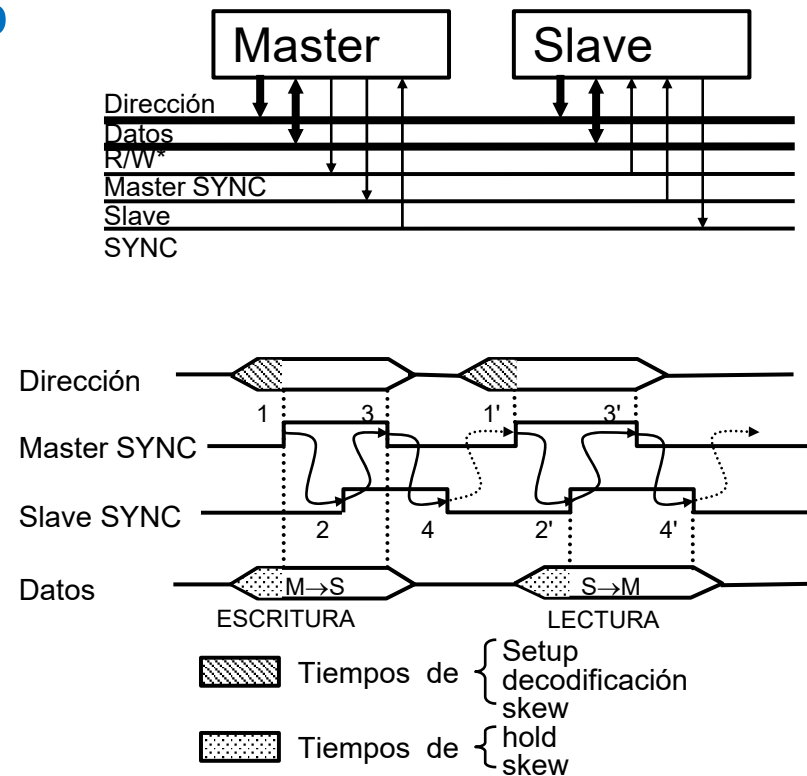 Master Slave
Dirección
Datos
R/W*
Master SYNC
Slave
SYNC
Dirección
1 3 1' 3'
Master SYNC
Slave SYNC
2 4 2' 4'
Datos M→S S→M
ESCRITURA LECTURA
Setup
Tiempos de { decodificación
skew
hold
Tiempos de { skew